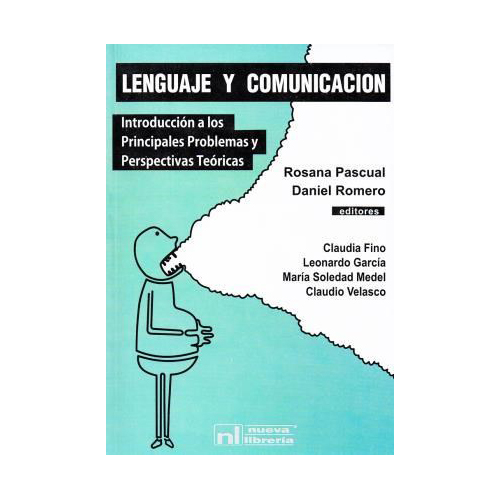 LENGUAJE Y COMUNICACION
Introducción a los
Principales Problemas y
Perspectivas Teóricas
Rosana Pascual
Daniel Romero
editores
Claudia Fino
Leonardo García
María Soledad Medel
Claudio Velasco
nl nueva
librería